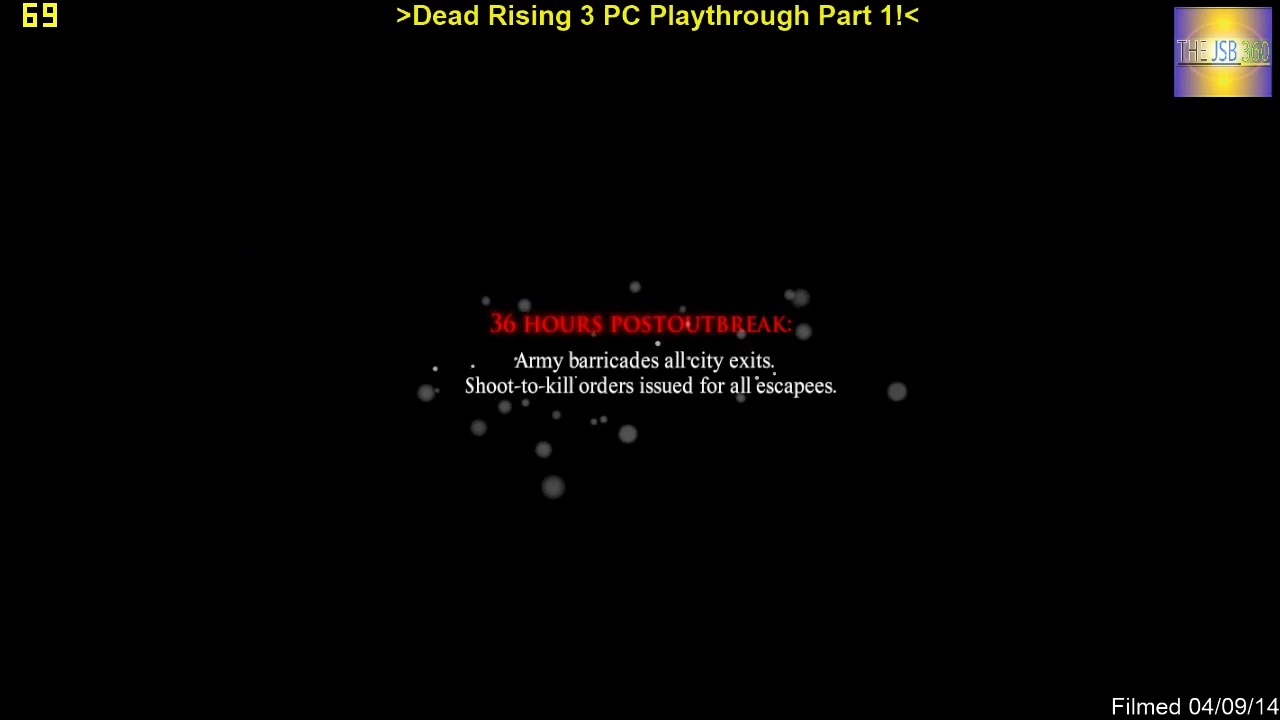 69
>Dead Rising 3 PC Playthrough Part 1!<
THE JSB 360
36 HOURS POSTOUTBREAK:
Army barricades all city exits.
Shoot-to-kill orders issued for all escapees.
Filmed 04/09/14